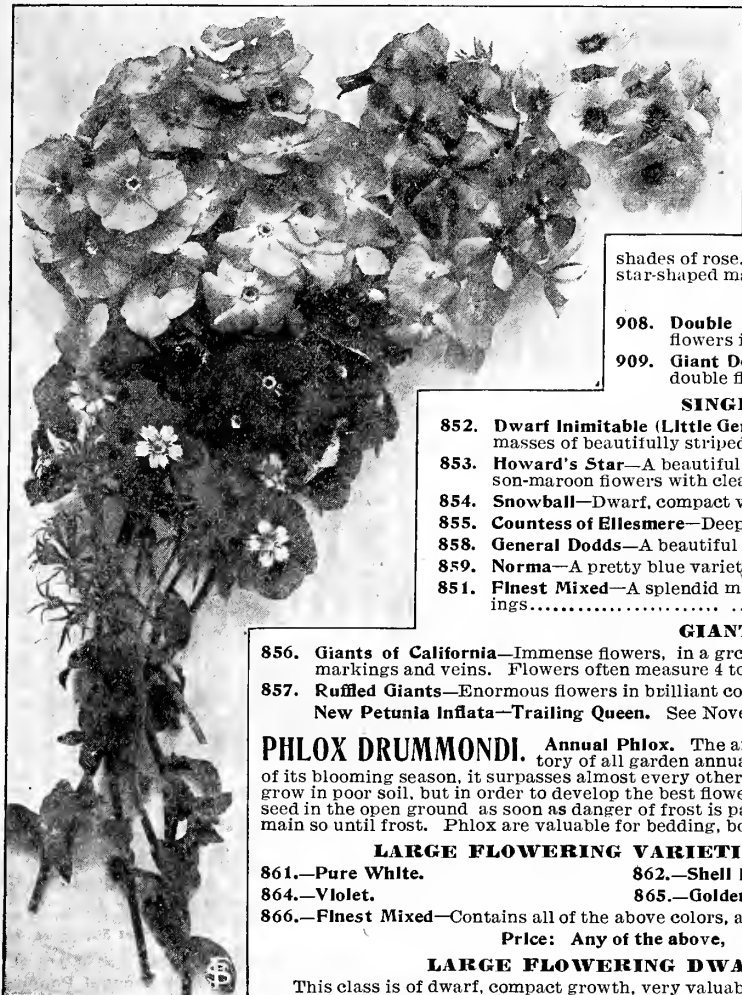 shades of rose.
star-shaped ma
908. Double
flowers i
909. Giant D
double fl
SINGL
852. Dwarf Inimitable (Little Ge
masses of beautifully striped
853. Howard's Star—A beautiful
son-maroon flowers with clea
854. Snowball—Dwarf, compact v
855. Countess of Ellesmere—Deep
858. General Dodds—A beautiful
859. Norma—A pretty blue variet
851. Finest Mixed—A splendid m
ings
GIANT
856. Giants of California—Immense flowers, in a gr
markings and veins. Flowers often measure 4 to
857. Ruffled Giants—Enormous flowers in brilliant co
New Petunia Inflata—Trailing Queen. See Nove
PHLOX DRUMMONDI. Annual Phlox. The a
tory of all garden annua
of its blooming season, it surpasses almost every other
grow in poor soil, but in order to develop the best flowe
seed in the open ground as soon as danger of frost is pa
main so until frost. Phlox are valuable for bedding, bo
LARGE FLOWERING VARIETI
861.—Pure White. 862.—Shell
864.—Violet. 865.—Golde
866.—Finest Mixed—Contains all of the above colors, a
Price: Any of the above,
LARGE FLOWERING DWA
This class is of dwarf, compact growth, very valuab